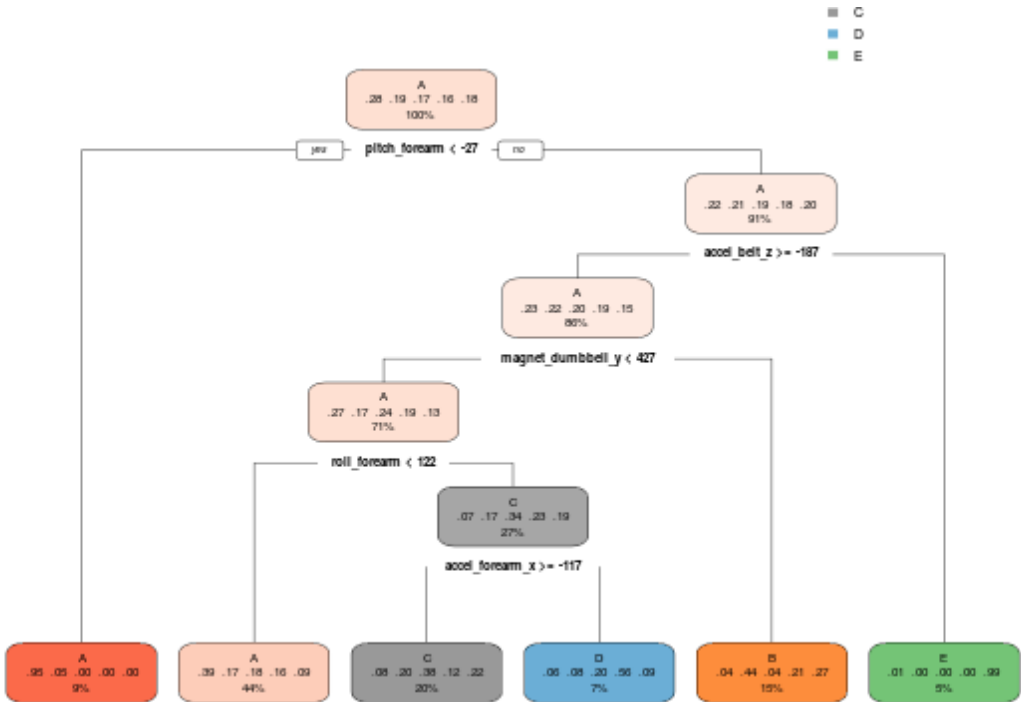 C
D
E
A
.28 .19 .17 .16 .18
100%
yes pitch_forearm < -27 no
A
.22 .21 .19 .18 .20
91%
accel_belt_z >= -187
A
.23 .22 .20 .19 .15
86%
magnet_dumbbell_y < 427
A
.27 .17 .24 .19 .13
71%
roll_forearm < 122
C
.07 .17 .34 .23 .19
27%
accel_forearm_x >= -117
A
.95 .05 .00 .00 .00
9%
A
.39 .17 .18 .16 .09
44%
C
.08 .20 .38 .12 .22
20%
D
.06 .08 .20 .56 .09
7%
B
.04 .44 .04 .21 .27
15%
E
.01 .00 .00 .00 .99
5%